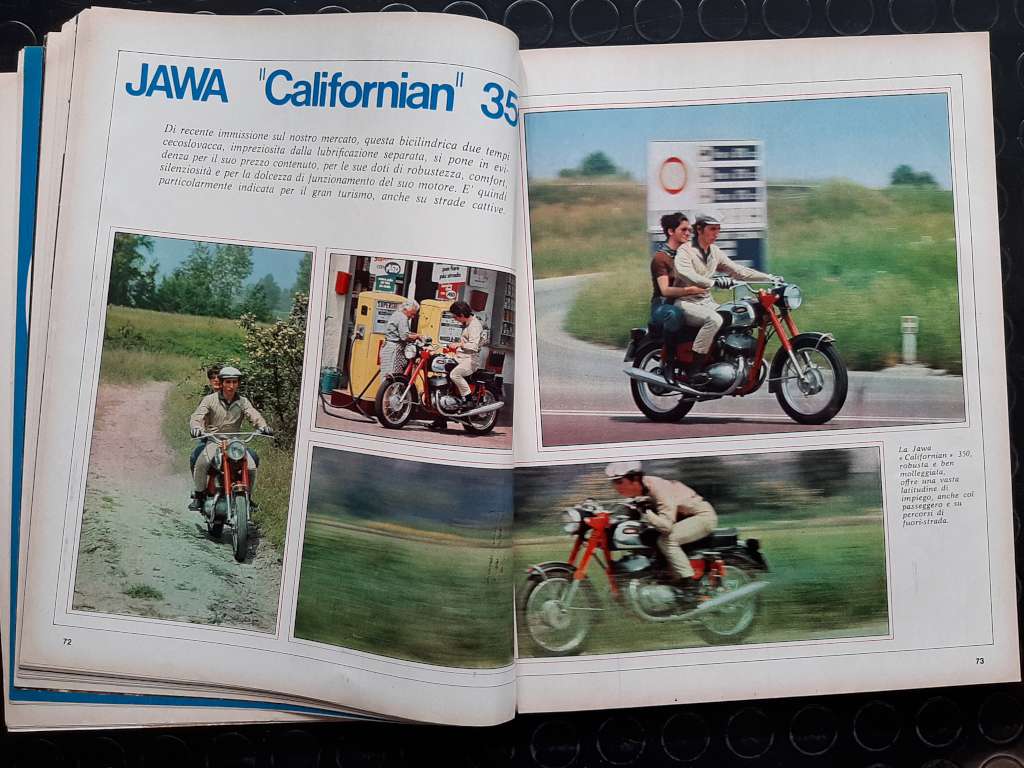 JAWA "Californian" 35
Di recente immissione sul nostro mercato, questa bicilindrica due tempi
cecoslovacca, impreziosita dalla lubrificazione separata, si pone in evi-
denza per il suo prezzo contenuto, per le sue doti di robustezza, comfort,
silenziosità e per la dolcezza di funzionamento del suo motore. E' quindi
particolarmente indicata per il gran turismo, anche su strade cattive.
La Jawa
« Californian » 350,
robusta e ben
molleggiata,
offre una vasta
latitudine di
impiego, anche col
passeggero e su
percorsi di
fuori-strada.
72
73